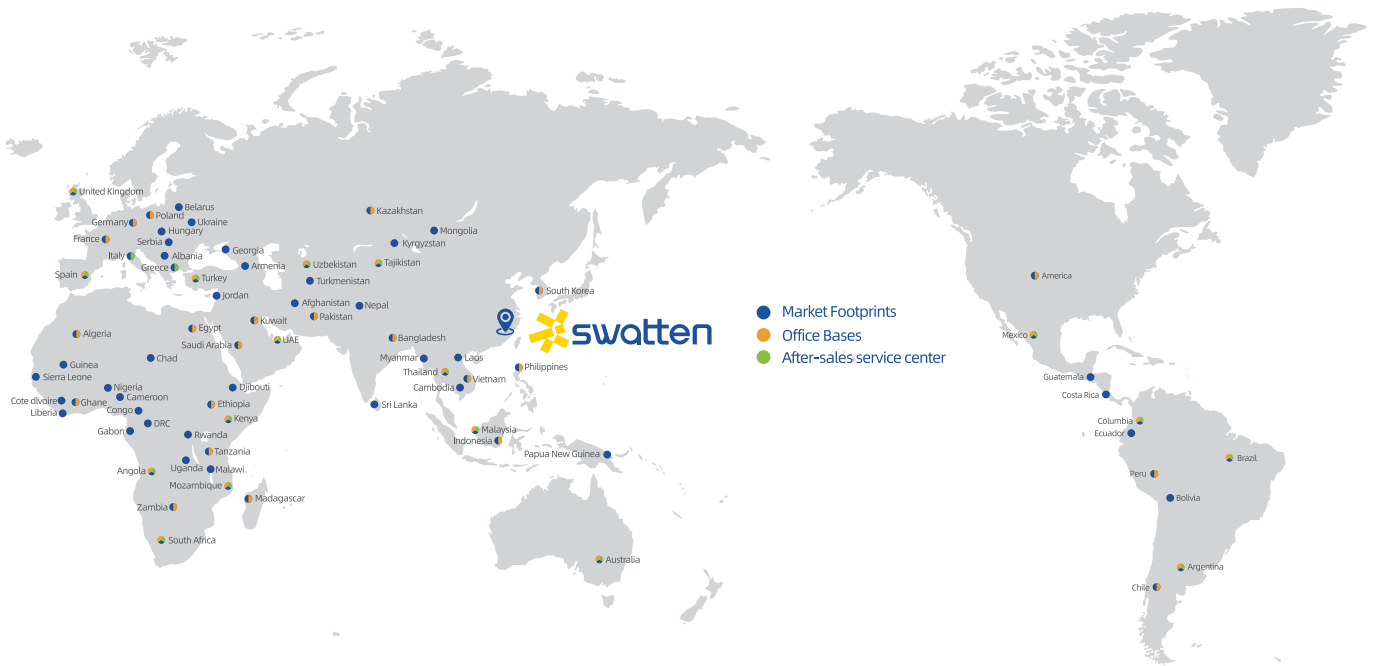 United Kingdom
Belarus
Poland
Germany
Ukraine
Hungary
France
Serbia
Italy
Albania
Georgia
Greece
Armenia
Spain
Turkey
Jordan
Kazakhstan
Mongolia
Kyrgyzstan
Uzbekistan
Tajikistan
Turkmenistan
Afghanistan
Nepal
Pakistan
South Korea
Kuwait
Egypt
Algeria
Saudi Arabia
UAE
Bangladesh
swatten
Market Footprints
Office Bases
After-sales service center
Chad
Guinea
Sierra Leone
Nigeria
Djibouti
Cameroon
Cote dlvoire
Ghane
Liberia
Congo
Ethiopia
Kenya
DRC
Gabon
Rwanda
Tanzania
Uganda
Malawi
Angola
Mozambique
Madagascar
Zambia
South Africa
Myanmar
Laos
Thailand
Vietnam
Cambodia
Philippines
Sri Lanka
Malaysia
Indonesia
Papua New Guinea
Australia
America
Mexico
Guatemala
Costa Rica
Columbia
Ecuador
Brazil
Peru
Bolivia
Argentina
Chile